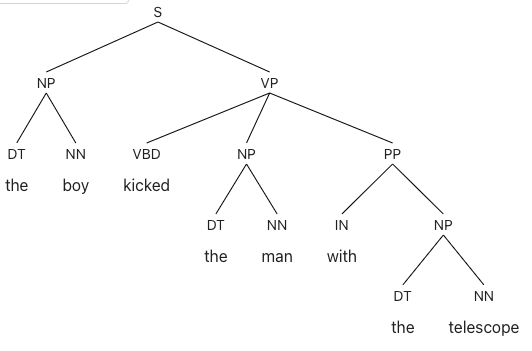 S
NP VP
DT NN VBD NP PP
the boy kicked
DT NN IN NP
the man with
DT NN
the telescope